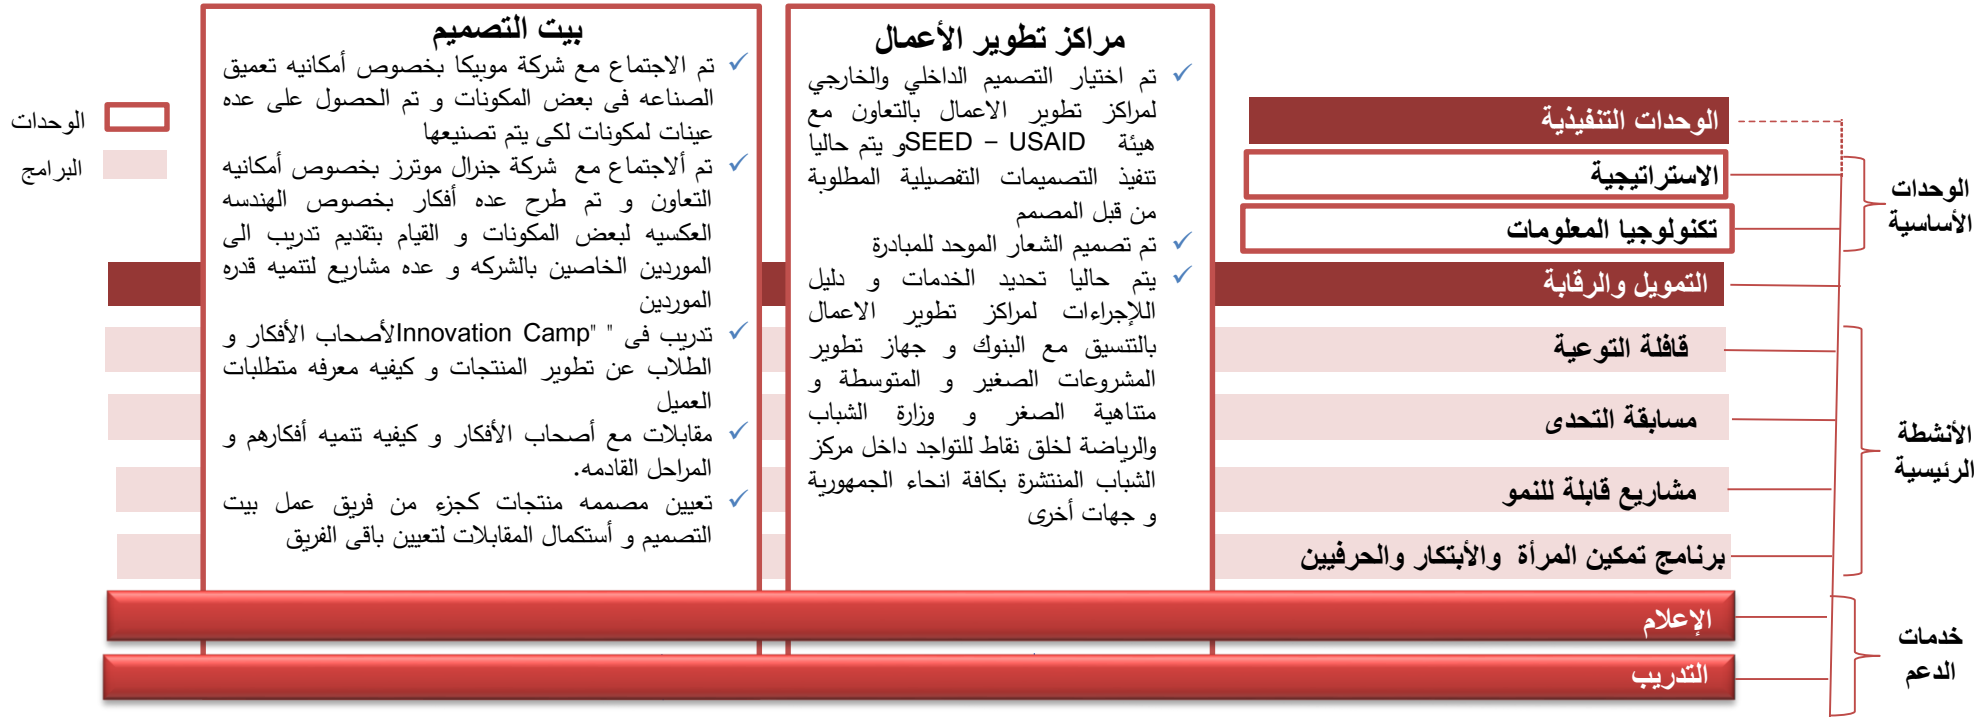 الوحدات التنفيذية
الاستراتيجية
تكنولوجيا المعلومات
التمويل والرقابة
قافلة التوعية
مسابقة التحدى
مشاريع قابلة للنمو
برنامج تمكين المرأة والأبتكار والحرفيين
الإعلام
التدريب
الوحدات
الأساسية
الأنشطة
الرئيسية
خدمات
الدعم
مراكز تطوير الأعمال
تم اختيار التصميم الداخلي والخارجي
لمراكز تطوير الاعمال بالتعاون مع
هيئة SEED – USAIDو يتم حاليا
تنفيذ التصميمات التفصيلية المطلوبة
من قبل المصمم
تم تصميم الشعار الموحد للمبادرة
يتم حاليا تحديد الخدمات و دليل
اللإجراءات لمراكز تطوير الاعمال
بالتنسيق مع البنوك و جهاز تطوير
المشروعات الصغير و المتوسطة و
متناهية الصغر و وزارة الشباب
والرياضة لخلق نقاط للتواجد داخل مركز
الشباب المنتشرة بكافة انحاء الجمهورية
و جهات أخرى
بيت التصميم
تم الاجتماع مع شركة موبيكا بخصوص أمكانيه تعميق
الصناعه فى بعض المكونات و تم الحصول على عده
عينات لمكونات لكى يتم تصنيعها
تم ألاجتماع مع شركة جنرال موترز بخصوص أمكانيه
التعاون و تم طرح عده أفكار بخصوص الهندسه
العكسيه لبعض المكونات و القيام بتقديم تدريب الى
الموردين الخاصين بالشركه و عده مشاريع لتنميه قدره
الموردين
تدريب فى " "Innovation Campلأصحاب الأفكار و
الطلاب عن تطوير المنتجات و كيفيه معرفه متطلبات
العميل
مقابلات مع أصحاب الأفكار و كيفيه تنميه أفكارهم و
المراحل القادمه.
تعيين مصممه منتجات كجزء من فريق عمل بيت
التصميم و أستكمال المقابلات لتعيين باقى الفريق
الوحدات
البرامج